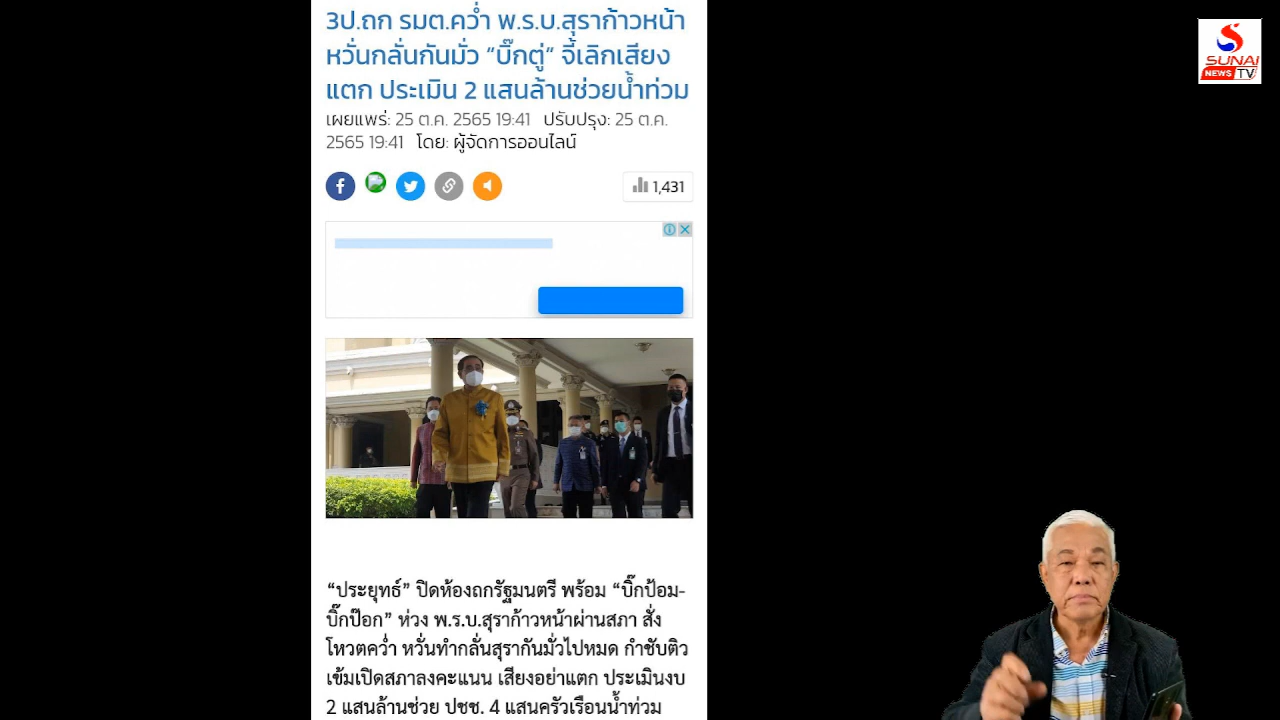 3ป.ถก รมต.คว่ำ พ.ร.บ.สุราก้าวหน้า
หวั่นกลั่นกันมั่ว “บิ๊กตู่” จี้เลิกเสียง
แตก ประเมิน 2 แสนล้านช่วยน้ำท่วม
เผยแพร่: 25 ต.ค. 2565 19:41 ปรับปรุง: 25 ต.ค.
2565 19:41 โดย: ผู้จัดการออนไลน์
1,431
“ประยุทธ์” ปิดห้องถกรัฐมนตรี พร้อม “บิ๊กป้อม-
บิ๊กป๊อก” ห่วง พ.ร.บ.สุราก้าวหน้าผ่านสภา สั่ง
โหวตคว่ำ หวั่นทำกลั่นสุรากันมั่วไปหมด กำชับติว
เข้มเปิดสภาลงคะแนน เสียงอย่าแตก ประเมินงบ
2 แสนล้านช่วย ปชช. 4 แสนครัวเรือนน้ำท่วม
SUNAI
NEWS TV